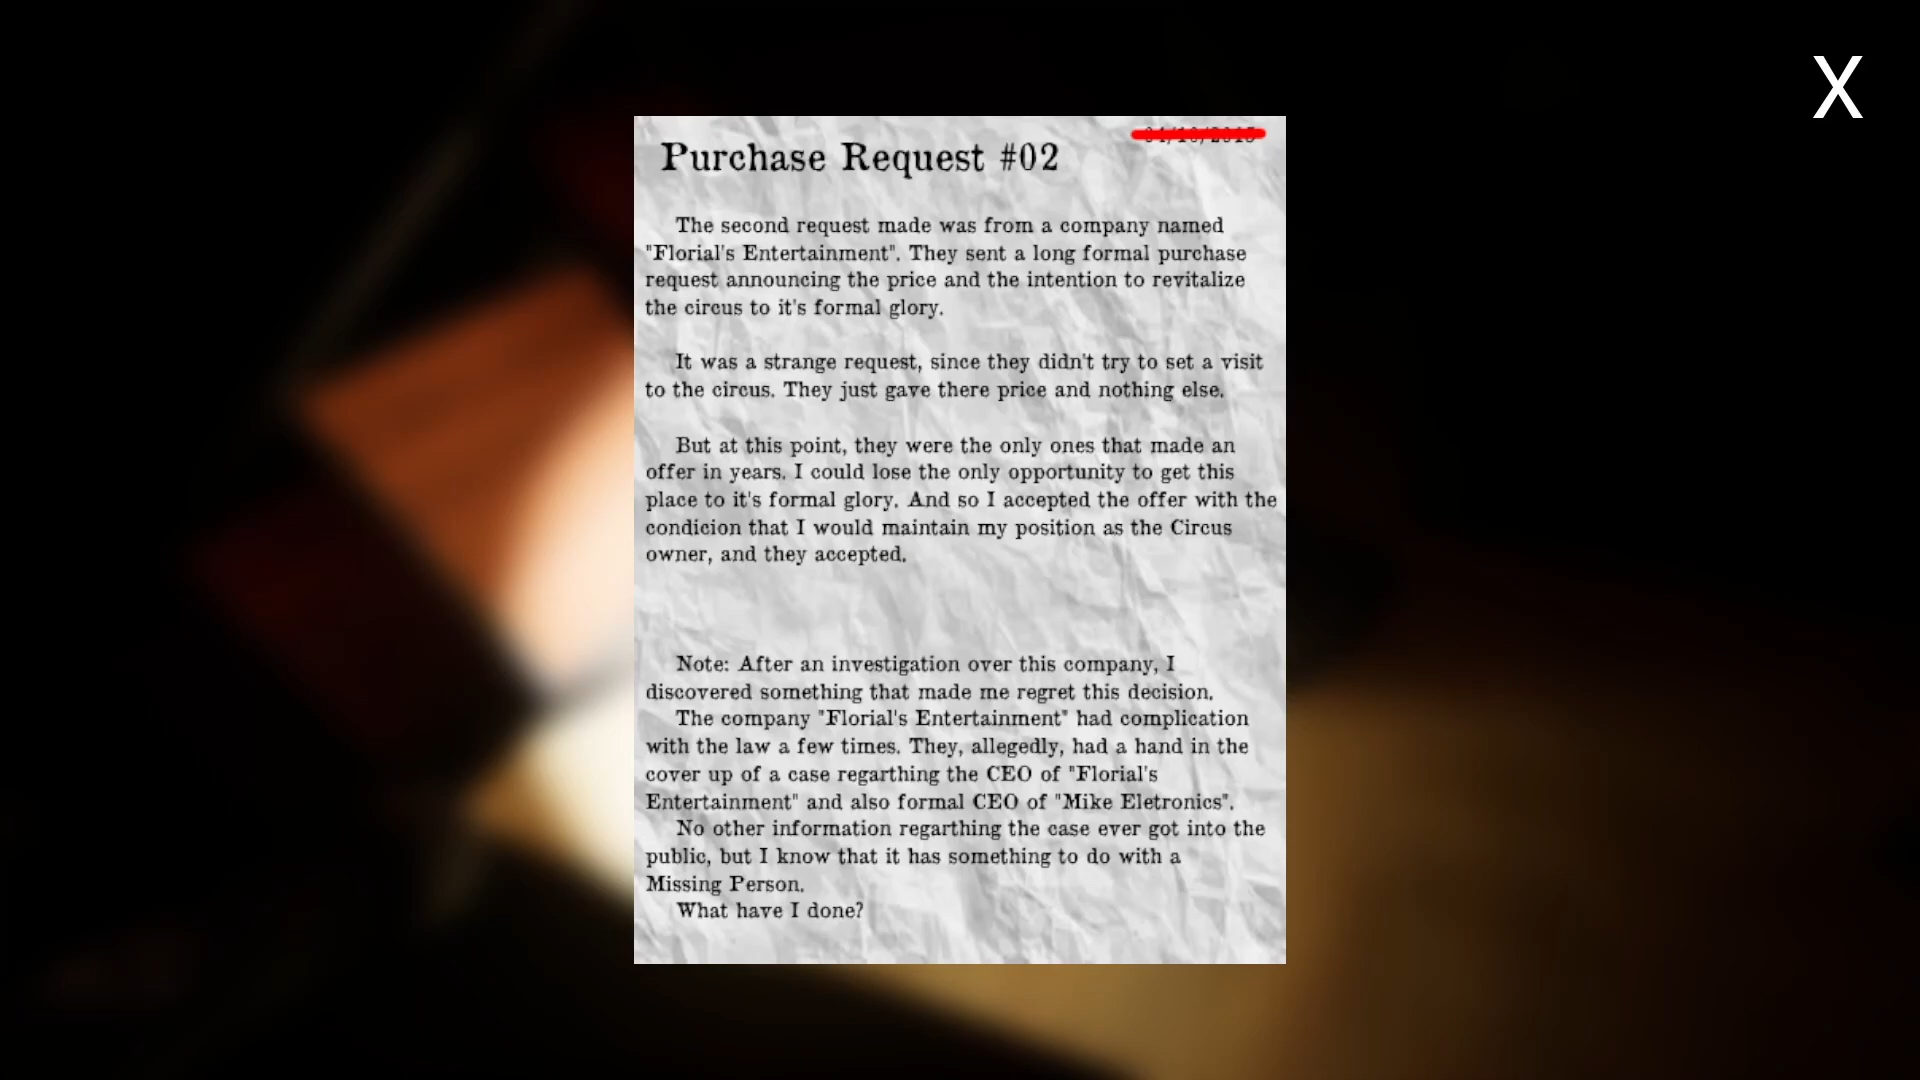 X
Purchase Request #02
The second request made was from a company named
"Florial's Entertainment". They sent a long formal purchase
request announcing the price and the intention to revitalize
the circus to it's formal glory.
It was a strange request, since they didn't try to set a visit
to the circus. They just gave there price and nothing else.
But at this point, they were the only ones that made an
offer in years. I could lose the only opportunity to get this
place to it's formal glory. And so I accepted the offer with the
condicion that I would maintain my position as the Circus
owner, and they accepted.
Note: After an investigation over this company, I
discovered something that made me regret this decision.
The company "Florial's Entertainment" had complication
with the law a few times. They, allegedly, had a hand in the
cover up of a case regarthing the CEO of "Florial's
Entertainment" and also formal CEO of "Mike Eletronics".
No other information regarthing the case ever got into the
public, but I know that it has something to do with a
Missing Person.
What have I done?